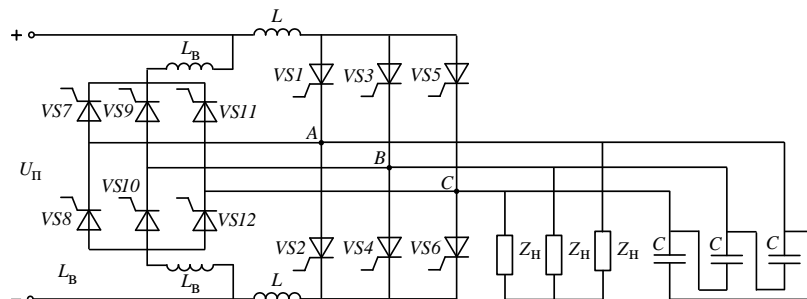 L
+
L_В
VS1 VS3 VS5
VS7 VS9 VS11
A
U_П
B
VS10
C
VS8 VS12
VS2 VS4 VS6
Z_Н Z_Н Z_Н
C C C
L_В
L_В
L
–